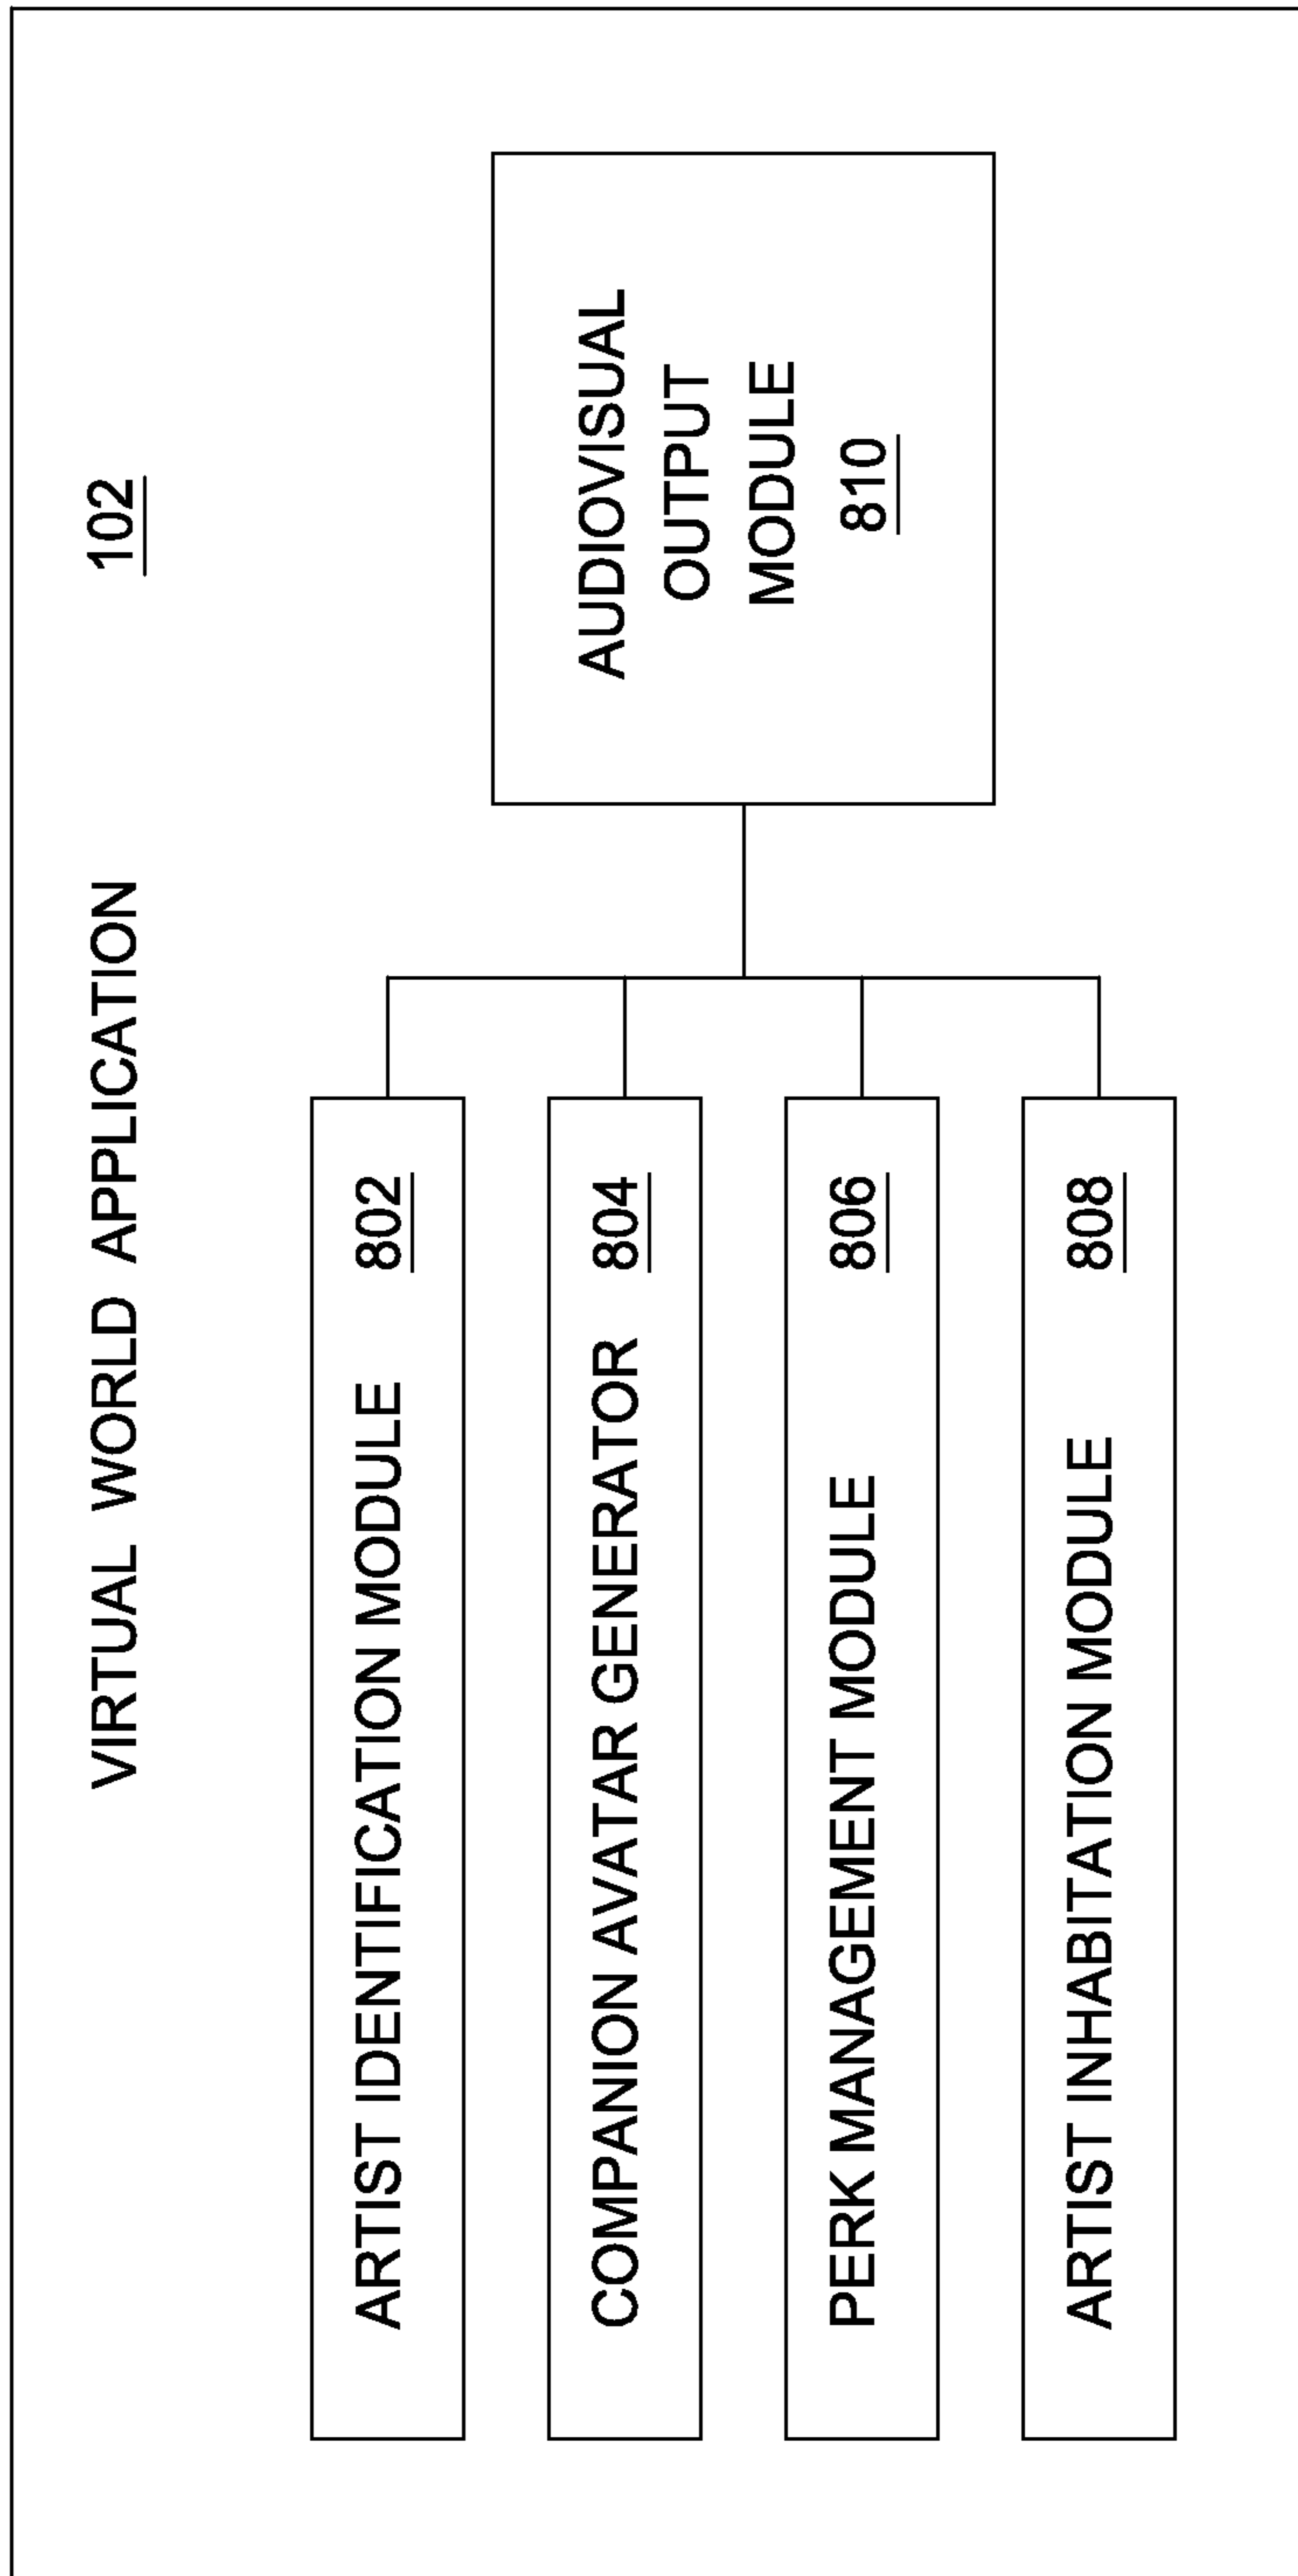 VIRTUAL WORLD APPLICATION 102
ARTIST IDENTIFICATION MODULE 802
COMPANION AVATAR GENERATOR 804
PERK MANAGEMENT MODULE 806
ARTIST INHABITATION MODULE 808
AUDIOVISUAL
OUTPUT
MODULE
810